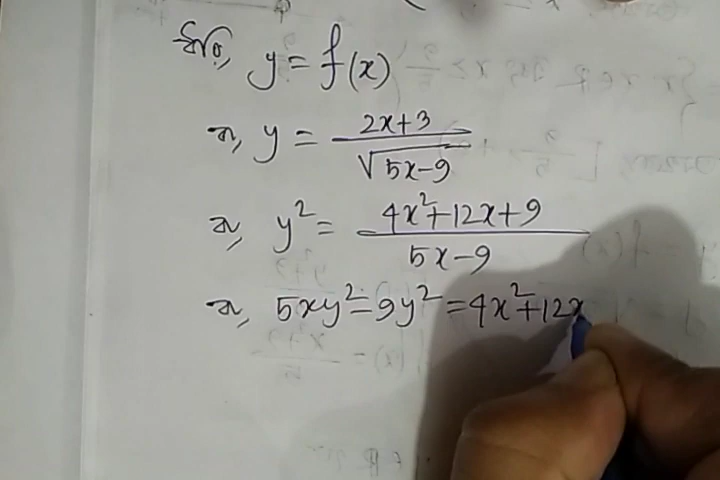 ধরি, y = f(x)
বা, y = (2x+3)/√(5x-9)
বা, y² = (4x²+12x+9)/(5x-9)
বা, 5xy²-9y² = 4x²+12x